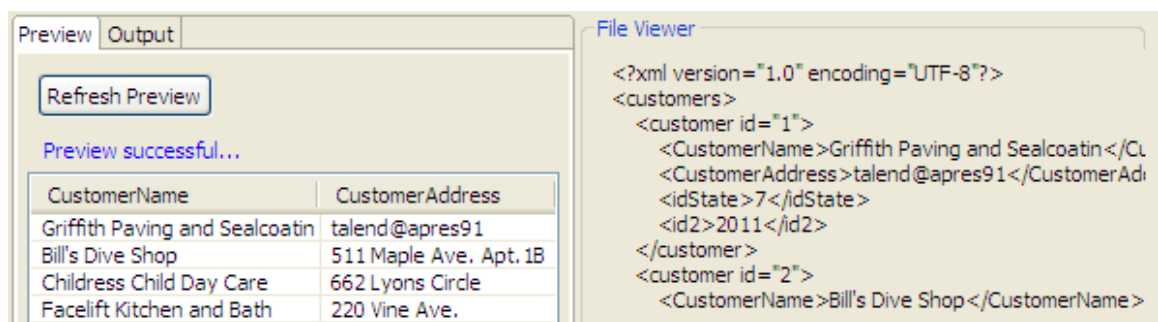 Preview Output
Refresh Preview
Preview successful...
CustomerName CustomerAddress
Griffith Paving and Sealcoatin talend@apres91
Bill's Dive Shop 511 Maple Ave. Apt. 1B
Childress Child Day Care 662 Lyons Circle
Facelift Kitchen and Bath 220 Vine Ave.
File Viewer
<?xml version="1.0" encoding="UTF-8"?>
<customers>
<customer id="1">
<CustomerName>Griffith Paving and Sealcoatin</Cu
<CustomerAddress>talend@apres91</CustomerAdd
<idState>7</idState>
<id2>2011</id2>
</customer>
<customer id="2">
<CustomerName>Bill's Dive Shop</CustomerName>